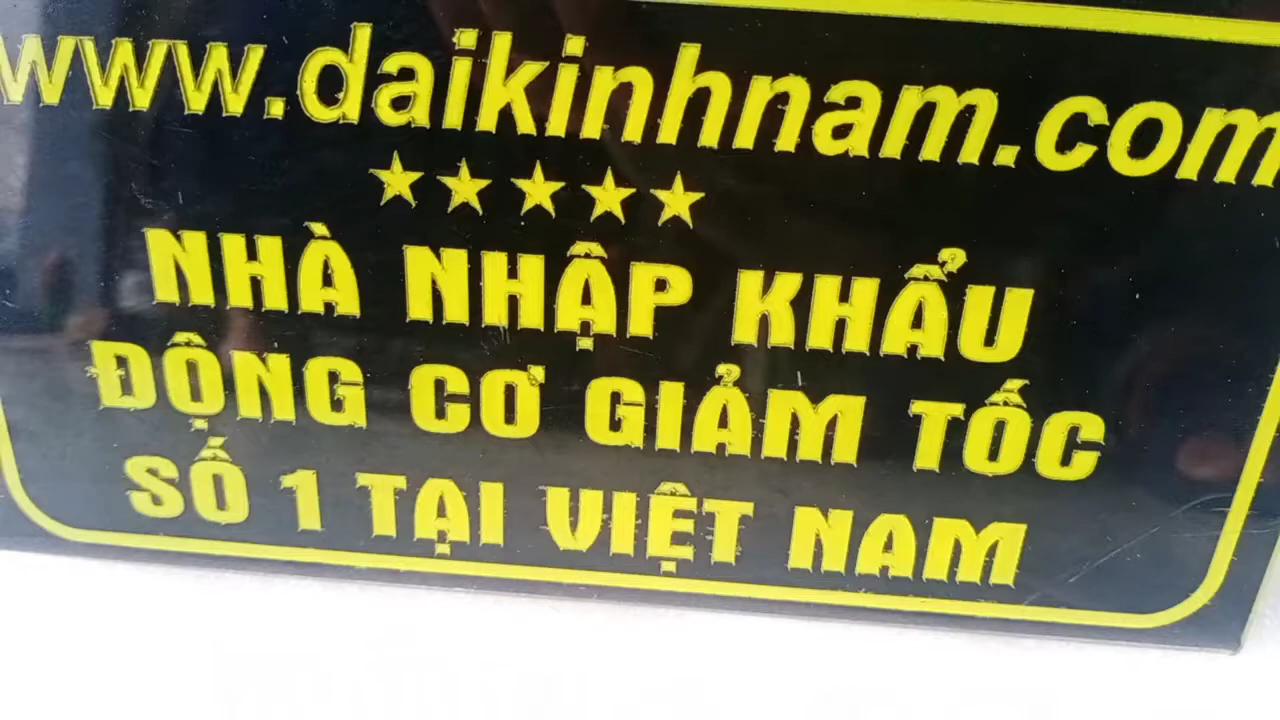 www.daikinhnam.com
NHÀ NHẬP KHẨU
ĐỘNG CƠ GIẢM TỐC
SỐ 1 TẠI VIỆT NAM